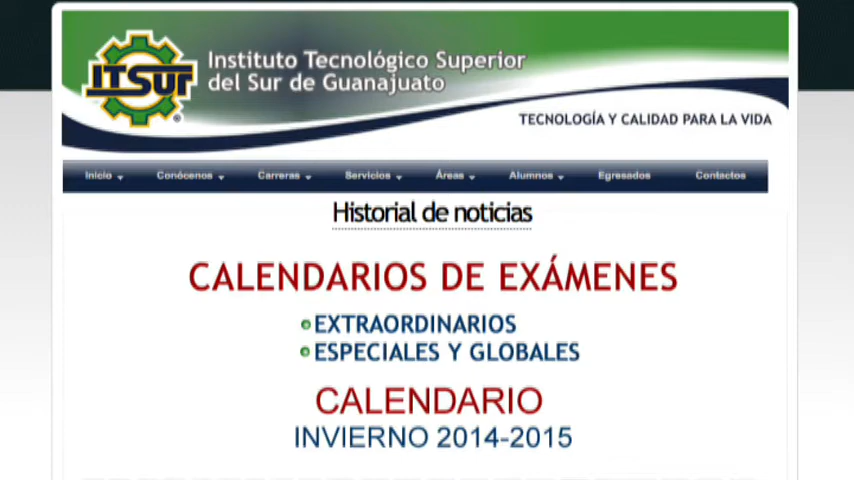 ITSUR
Instituto Tecnológico Superior
del Sur de Guanajuato
®
TECNOLOGÍA Y CALIDAD PARA LA VIDA
Inicio Conócenos Carreras Servicios Áreas Alumnos Egresados Contactos
Historial de noticias
CALENDARIOS DE EXÁMENES
EXTRAORDINARIOS
ESPECIALES Y GLOBALES
CALENDARIO
INVIERNO 2014-2015